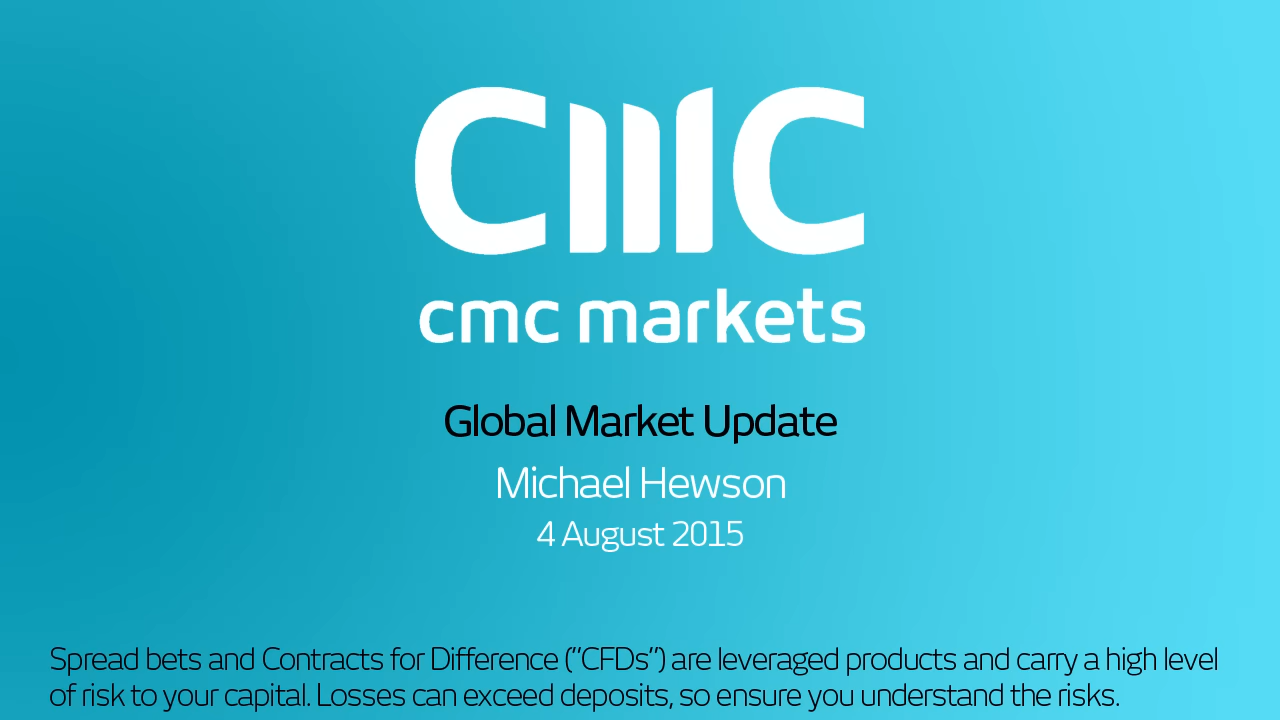 CMC
cmc markets
Global Market Update
Michael Hewson
4 August 2015
Spread bets and Contracts for Difference (“CFDs”) are leveraged products and carry a high level
of risk to your capital. Losses can exceed deposits, so ensure you understand the risks.